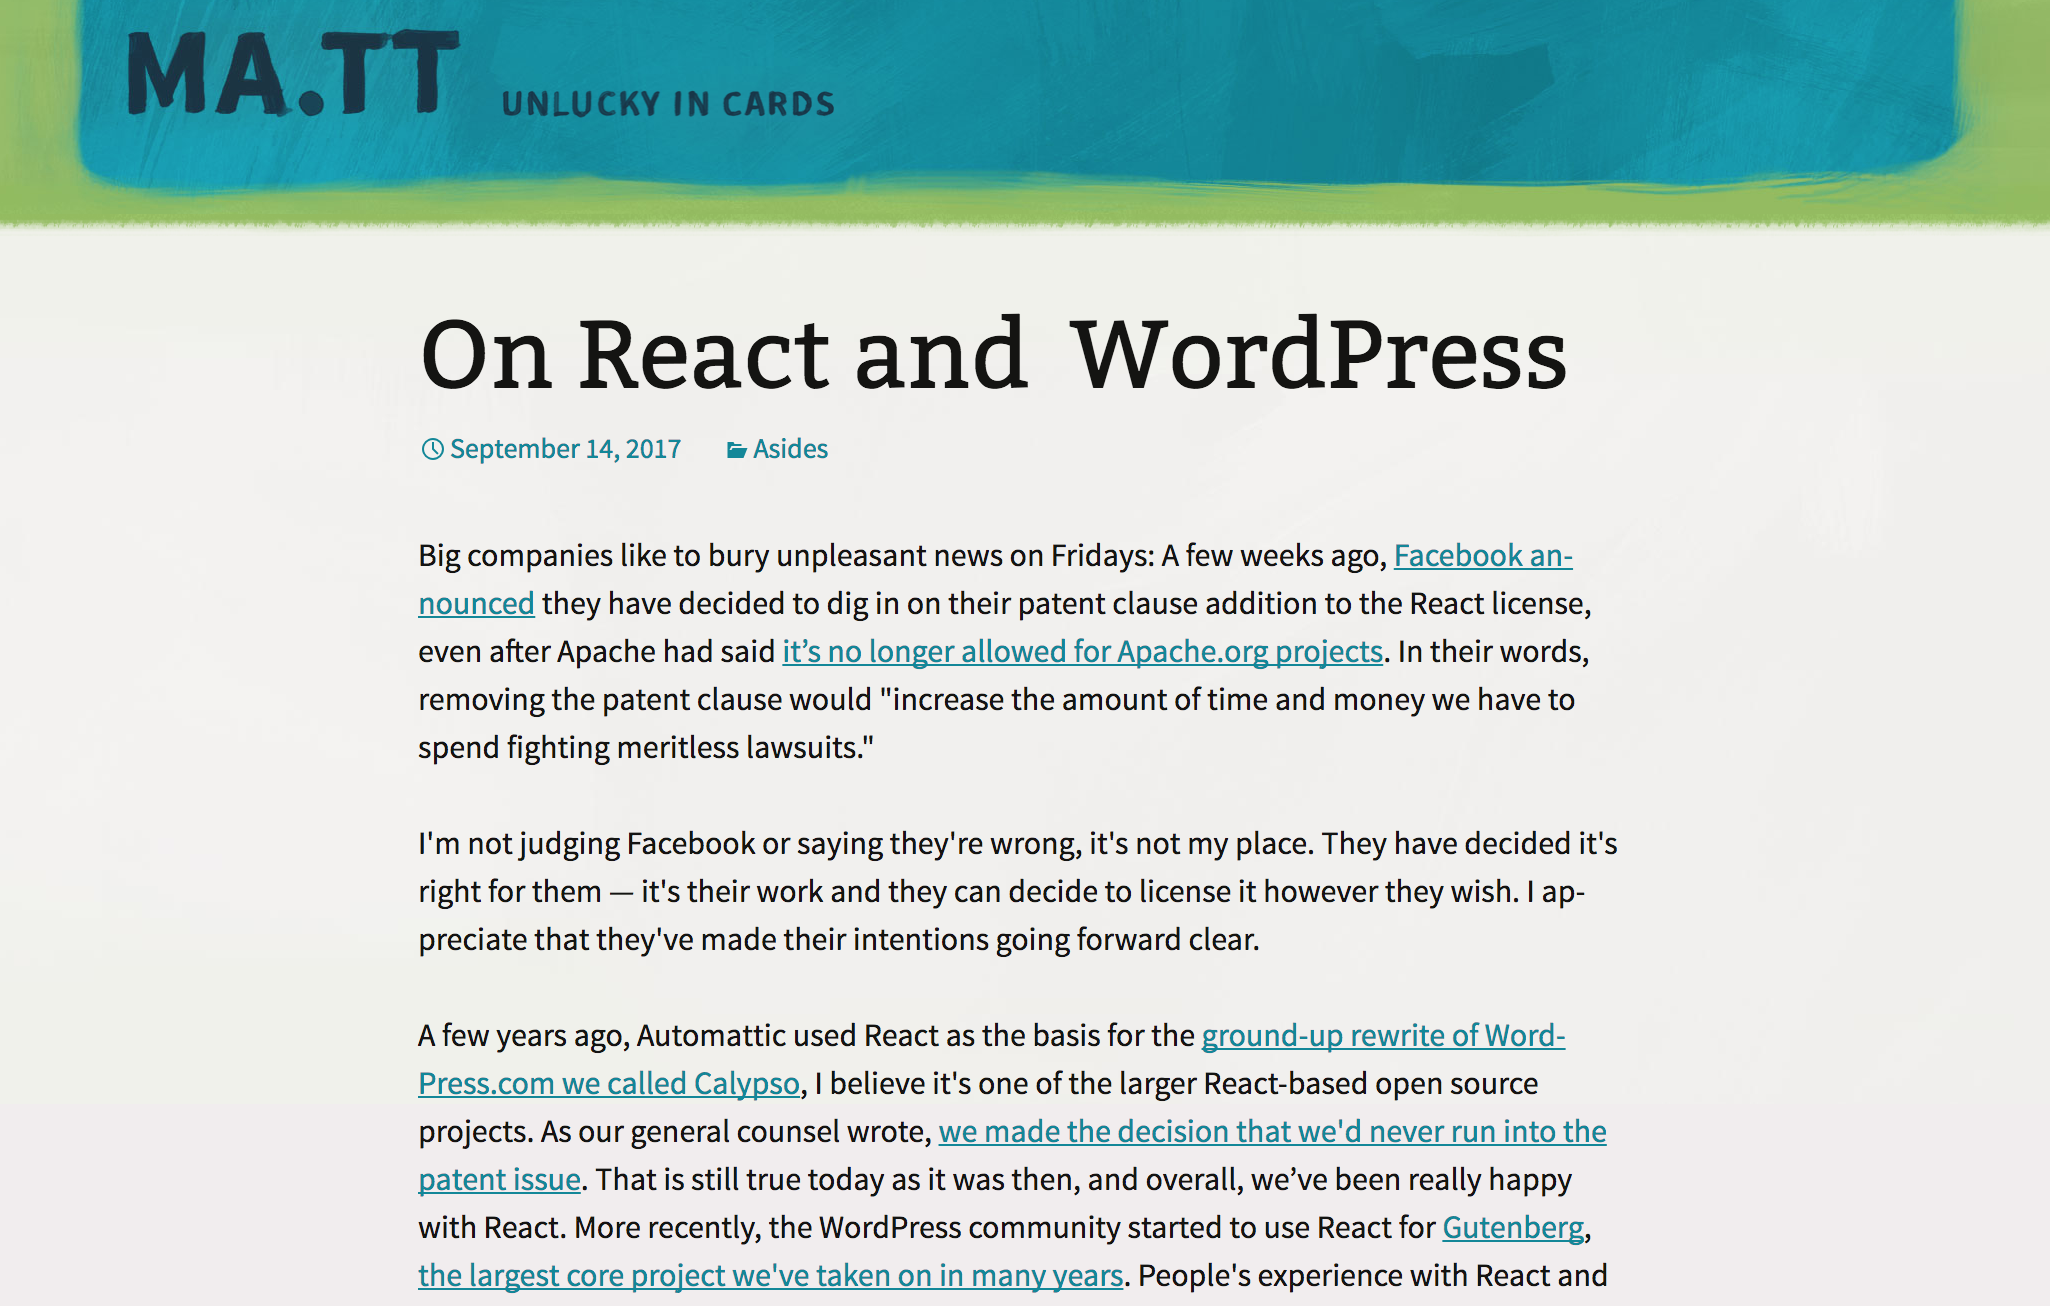 MA.TT UNLUCKY IN CARDS
On React and WordPress
September 14, 2017 Asides
Big companies like to bury unpleasant news on Fridays: A few weeks ago, Facebook an-
nounced they have decided to dig in on their patent clause addition to the React license,
even after Apache had said it’s no longer allowed for Apache.org projects. In their words,
removing the patent clause would "increase the amount of time and money we have to
spend fighting meritless lawsuits."
I'm not judging Facebook or saying they're wrong, it's not my place. They have decided it's
right for them — it's their work and they can decide to license it however they wish. I ap-
preciate that they've made their intentions going forward clear.
A few years ago, Automattic used React as the basis for the ground-up rewrite of Word-
Press.com we called Calypso, I believe it's one of the larger React-based open source
projects. As our general counsel wrote, we made the decision that we'd never run into the
patent issue. That is still true today as it was then, and overall, we’ve been really happy
with React. More recently, the WordPress community started to use React for Gutenberg,
the largest core project we've taken on in many years. People's experience with React and